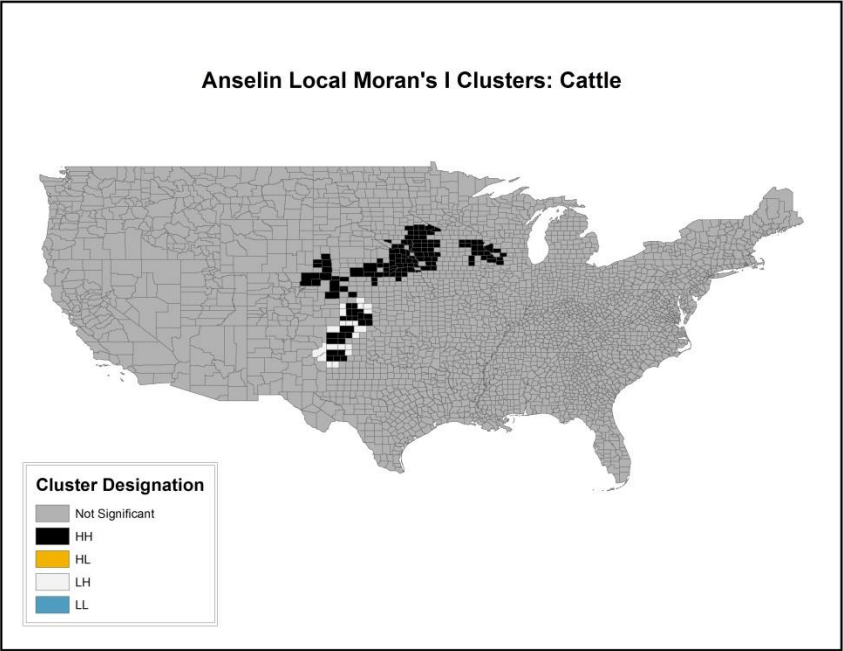 Anselin Local Moran's I Clusters: Cattle
Cluster Designation
Not Significant
HH
HL
LH
LL